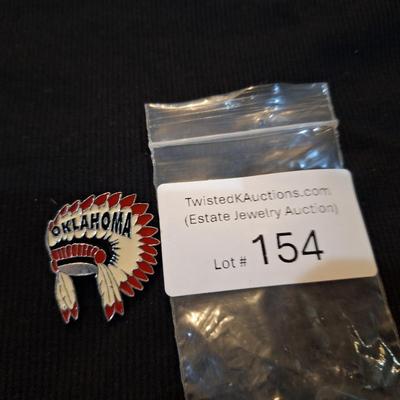 OKLAHOMA
TwistedKAuctions.com
(Estate Jewelry Auction)
Lot # 154